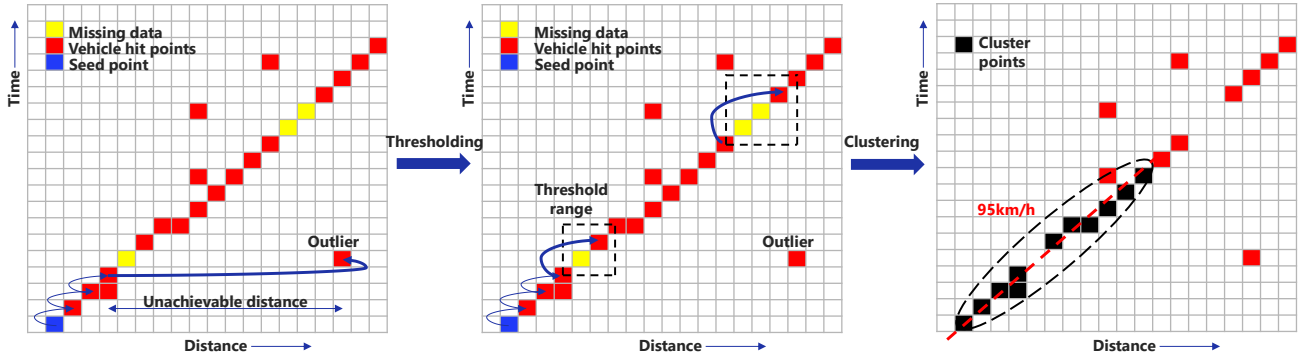 Missing data
Vehicle hit points
Seed point
Time
Outlier
Unachievable distance
Distance
Thresholding
Missing data
Vehicle hit points
Seed point
Time
Threshold
range
Outlier
Distance
Clustering
Cluster
points
Time
95km/h
Distance